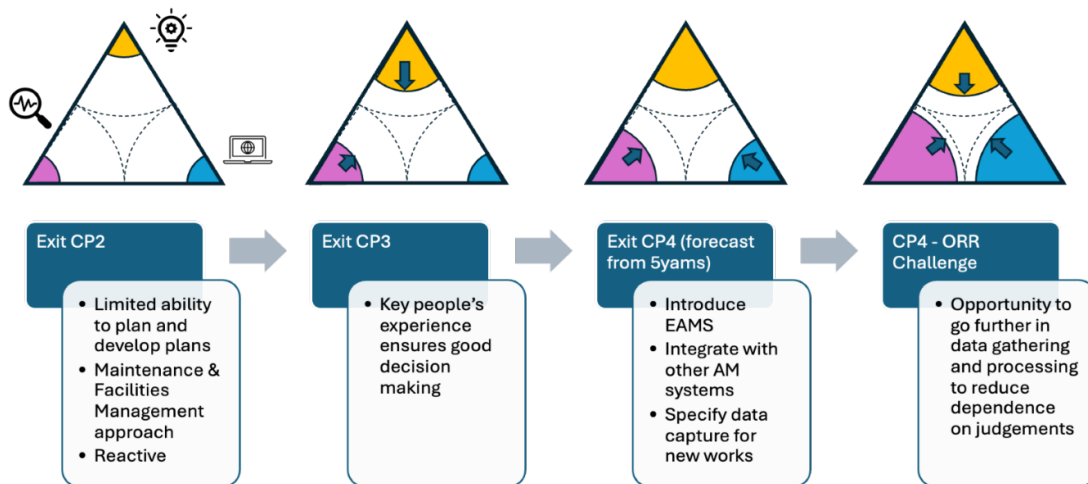 Exit CP2
• Limited ability
to plan and
develop plans
• Maintenance &
Facilities
Management
approach
• Reactive
Exit CP3
• Key people's
experience
ensures good
decision
making
Exit CP4 (forecast
from 5yams)
• Introduce
EAMS
• Integrate with
other AM
systems
• Specify data
capture for
new works
CP4 - ORR
Challenge
• Opportunity to
go further in
data gathering
and processing
to reduce
dependence
on judgements